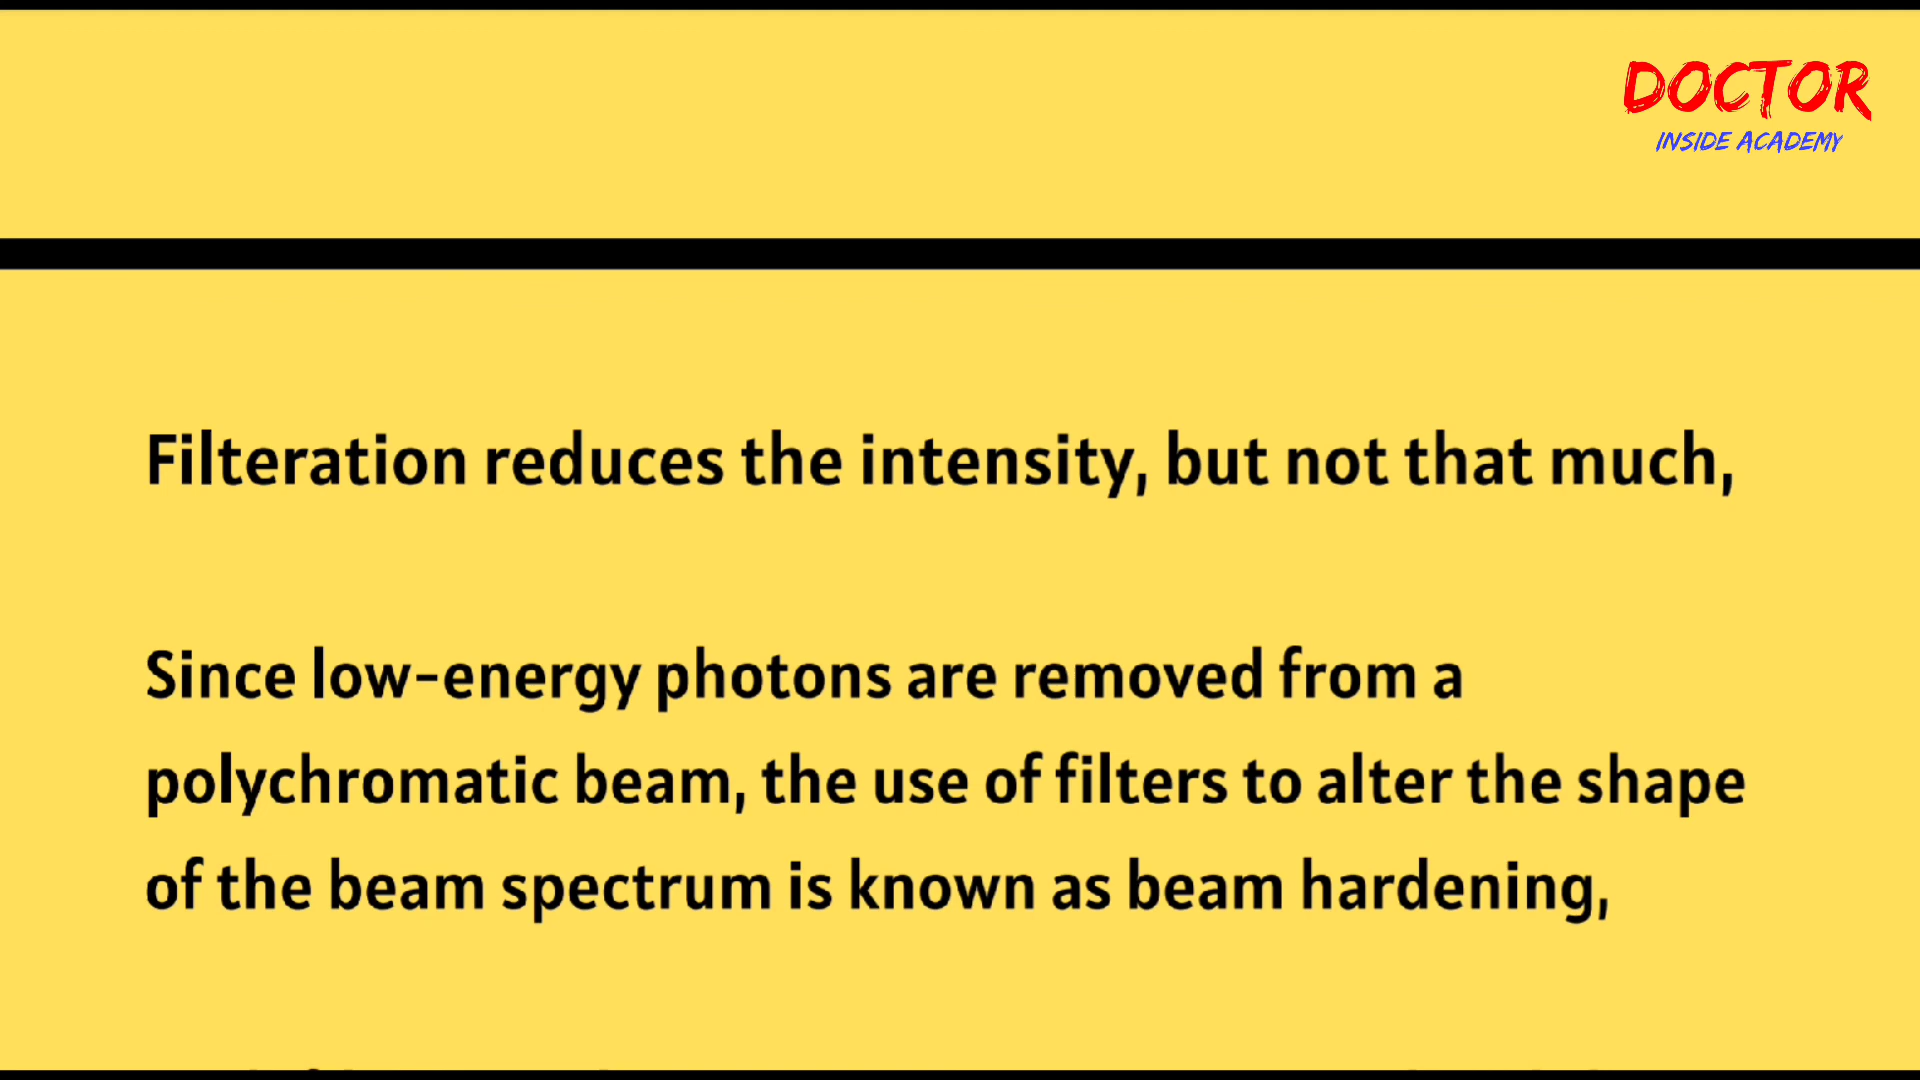 DOCTOR
INSIDE ACADEMY
Filteration reduces the intensity, but not that much,
Since low-energy photons are removed from a
polychromatic beam, the use of filters to alter the shape
of the beam spectrum is known as beam hardening,